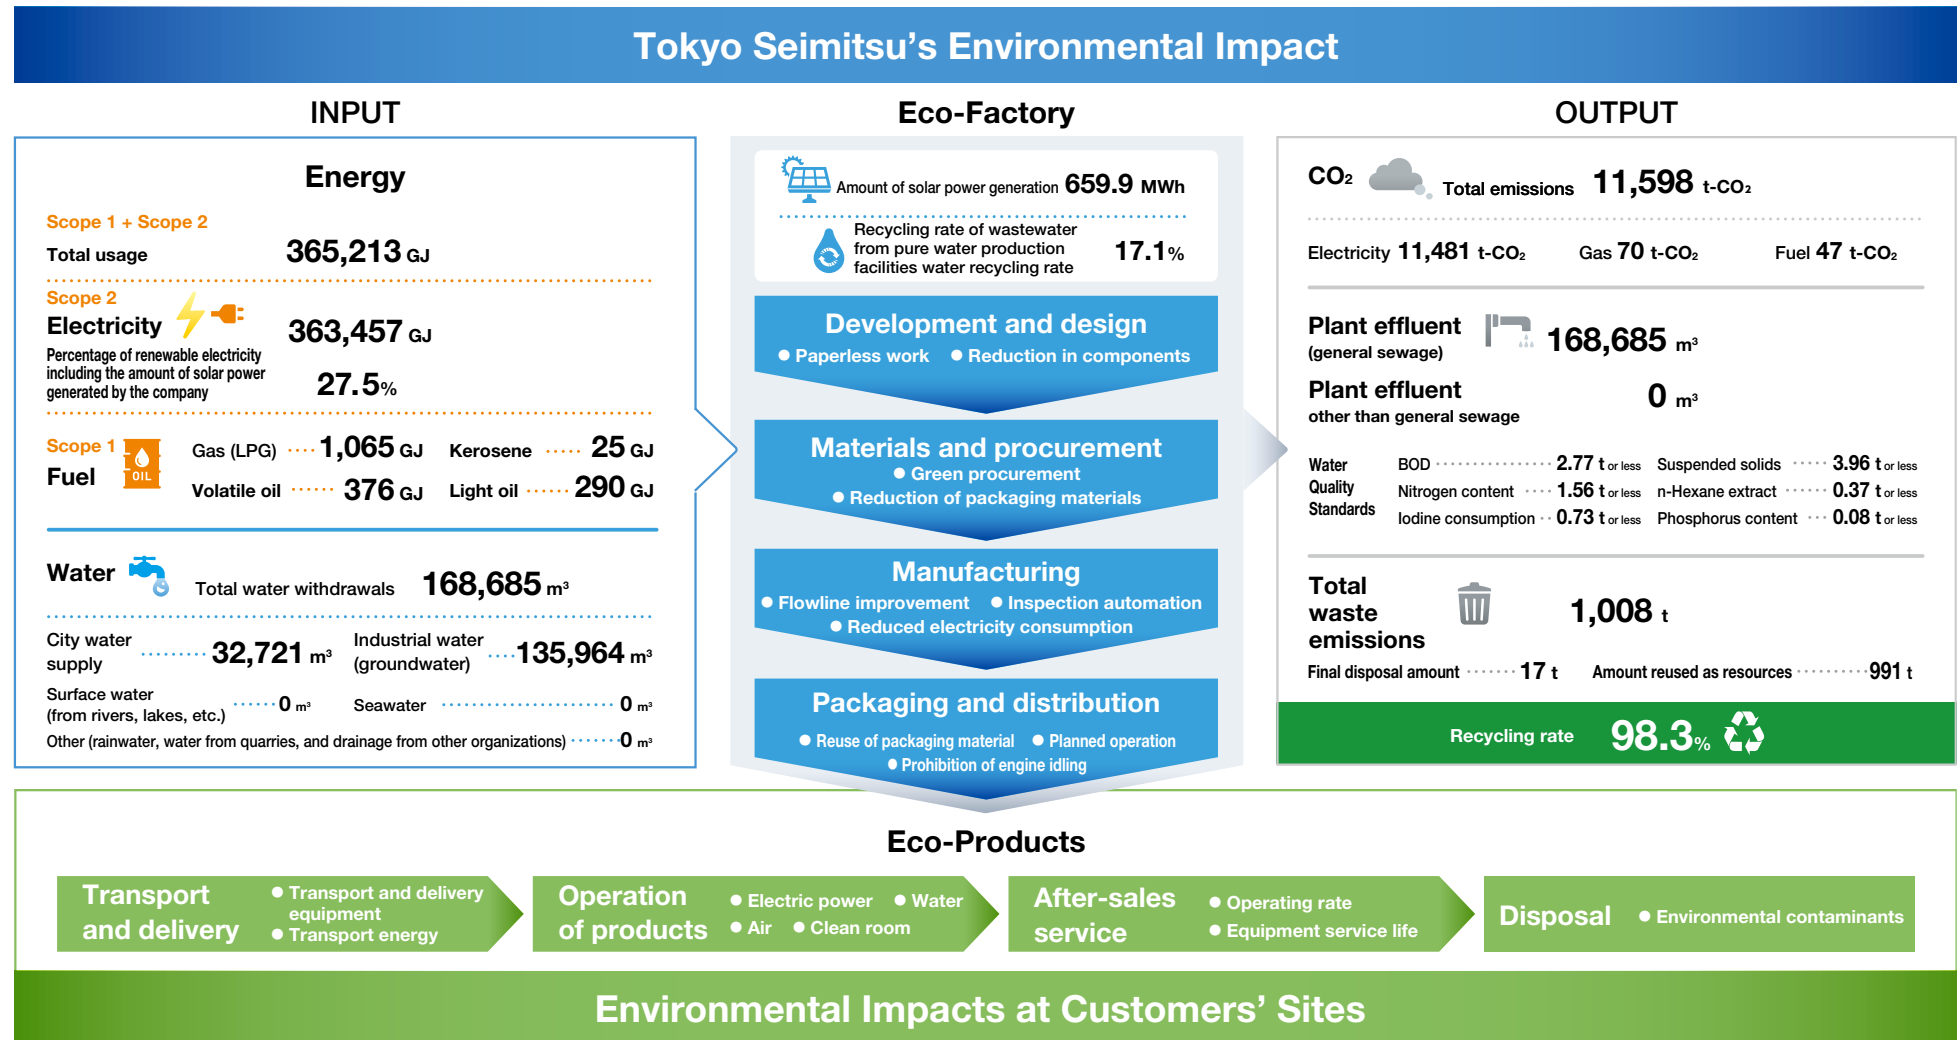 Tokyo Seimitsu's Environmental Impact
INPUT
Energy
Scope 1 + Scope 2
Total usage 365,213 GJ
Scope 2
Electricity 363,457 GJ
Percentage of renewable electricity
including the amount of solar power
generated by the company
27.5%
Scope 1
Fuel
OIL
Gas (LPG) 1,065 GJ Kerosene 25 GJ
Volatile oil 376 GJ Light oil 290 GJ
Water Total water withdrawals 168,685 m³
City water
supply 32,721 m³
Industrial water
(groundwater) 135,964 m³
Surface water
(from rivers, lakes, etc.) 0 m³
Seawater 0 m³
Other (rainwater, water from quarries, and drainage from other organizations) 0 m³
Eco-Factory
Amount of solar power generation 659.9 MWh
Recycling rate of wastewater
from pure water production
facilities water recycling rate
17.1%
Development and design
● Paperless work ● Reduction in components
Materials and procurement
● Green procurement
● Reduction of packaging materials
Manufacturing
● Flowline improvement ● Inspection automation
● Reduced electricity consumption
Packaging and distribution
● Reuse of packaging material ● Planned operation
● Prohibition of engine idling
OUTPUT
CO₂ Total emissions 11,598 t-CO₂
Electricity 11,481 t-CO₂ Gas 70 t-CO₂ Fuel 47 t-CO₂
Plant effluent
(general sewage)
168,685 m³
Plant effluent
other than general sewage
0 m³
Water
Quality
Standards
BOD 2.77 t or less Suspended solids 3.96 t or less
Nitrogen content 1.56 t or less n-Hexane extract 0.37 t or less
Iodine consumption 0.73 t or less Phosphorus content 0.08 t or less
Total
waste
emissions
1,008 t
Final disposal amount 17 t Amount reused as resources 991 t
Recycling rate 98.3%
Eco-Products
Transport
and delivery
● Transport and delivery
equipment
● Transport energy
Operation
of products
● Electric power ● Water
● Air ● Clean room
After-sales
service
● Operating rate
● Equipment service life
Disposal ● Environmental contaminants
Environmental Impacts at Customers' Sites